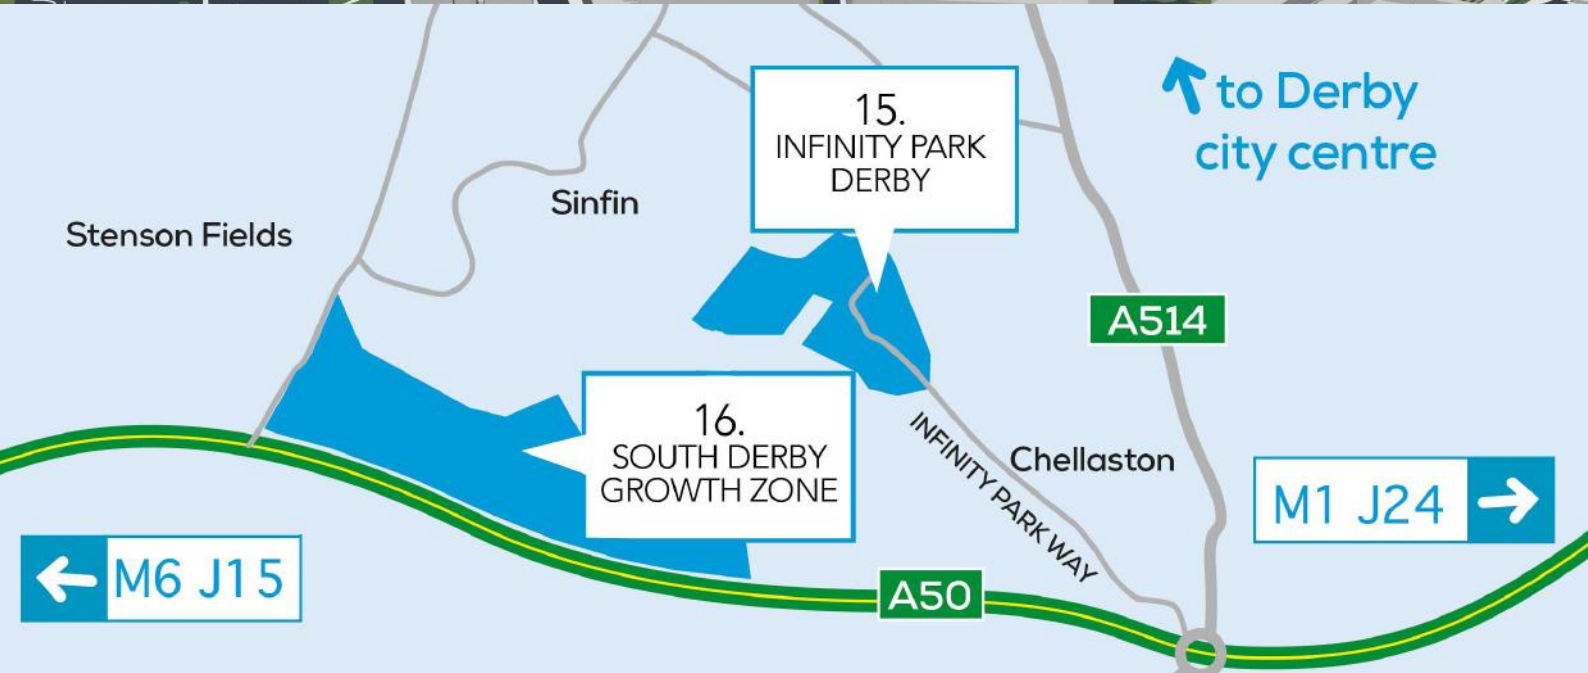 to Derby
city centre
15.
INFINITY PARK
DERBY
Sinfin
Stenson Fields
A514
16.
SOUTH DERBY
GROWTH ZONE
INFINITY PARK WAY
Chellaston
M1 J24
M6 J15
A50